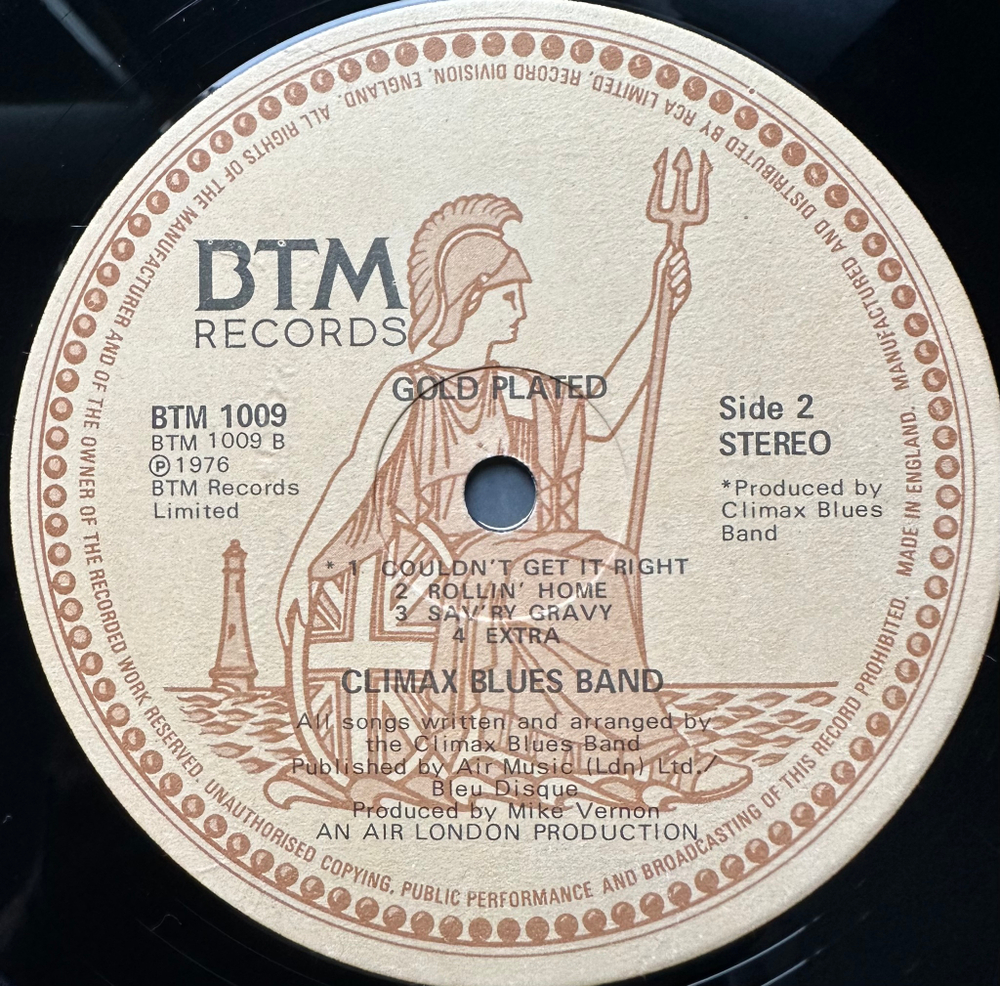 BTM
RECORDS
GOLD PLATED
BTM 1009
BTM 1009 B
Ⓟ 1976
BTM Records
Limited
Side 2
STEREO
*Produced by
Climax Blues
Band
* 1 COULDN'T GET IT RIGHT
2 ROLLIN' HOME
3 SAV'RY GRAVY
4 EXTRA
CLIMAX BLUES BAND
All songs written and arranged by
the Climax Blues Band
Published by Air Music (Ldn) Ltd./
Bleu Disque
Produced by Mike Vernon
AN AIR LONDON PRODUCTION
ALL RIGHTS OF THE MANUFACTURER AND OF THE OWNER OF THE RECORDED WORK RESERVED. UNAUTHORISED COPYING, PUBLIC PERFORMANCE AND BROADCASTING OF THIS RECORD PROHIBITED. MADE IN ENGLAND. MANUFACTURED AND DISTRIBUTED BY RCA LIMITED, RECORD DIVISION, ENGLAND.